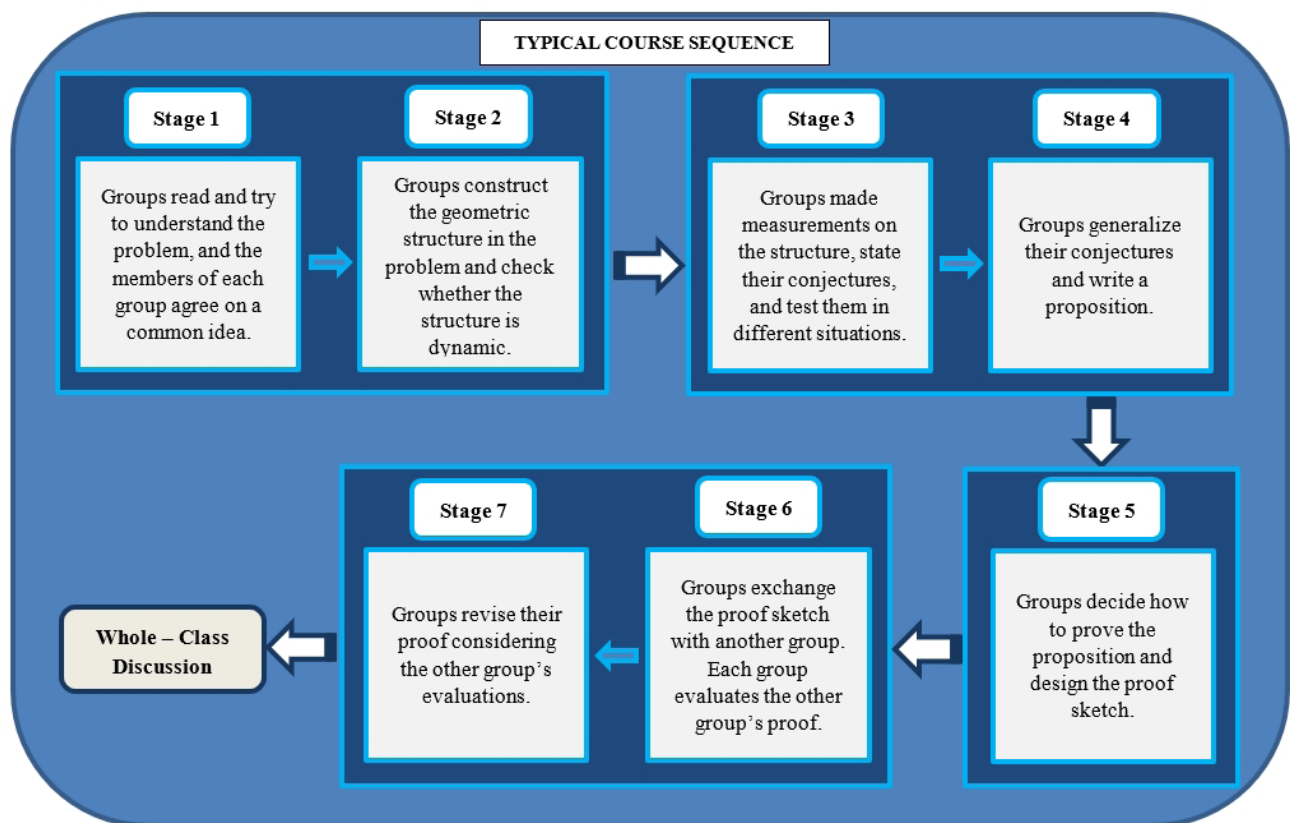 TYPICAL COURSE SEQUENCE
Stage 1
Groups read and try
to understand the
problem, and the
members of each
group agree on a
common idea.
Stage 2
Groups construct
the geometric
structure in the
problem and check
whether the
structure is
dynamic.
Stage 3
Groups made
measurements on
the structure, state
their conjectures,
and test them in
different situations.
Stage 4
Groups generalize
their conjectures
and write a
proposition.
Stage 5
Groups decide how
to prove the
proposition and
design the proof
sketch.
Stage 6
Groups exchange
the proof sketch
with another group.
Each group
evaluates the other
group’s proof.
Stage 7
Groups revise their
proof considering
the other group’s
evaluations.
Whole – Class
Discussion